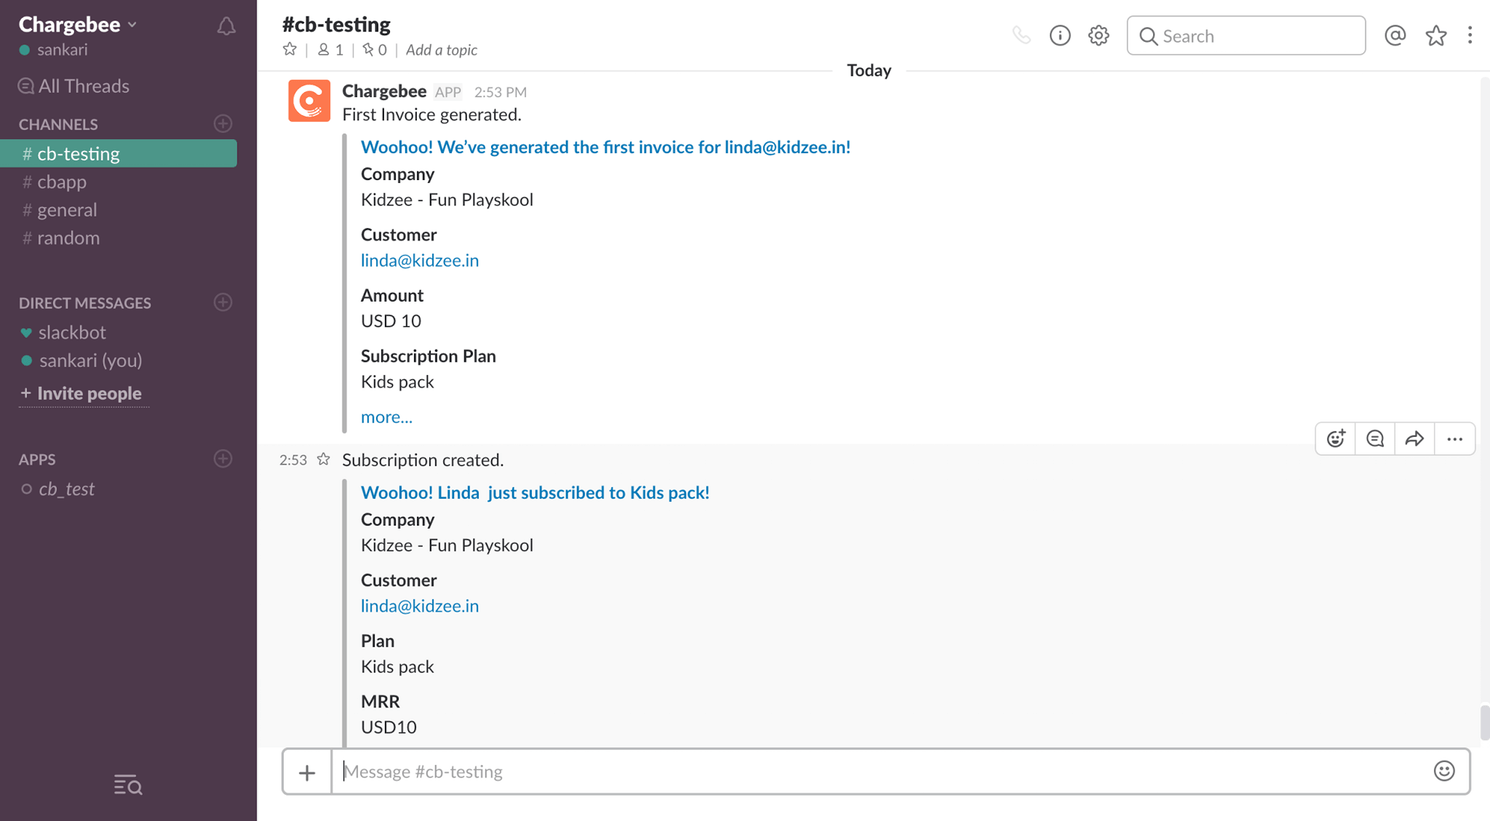 Chargebee
sankari
All Threads
CHANNELS
# cb-testing
# cbapp
# general
# random
DIRECT MESSAGES
slackbot
sankari (you)
+ Invite people
APPS
cb_test
#cb-testing
1 | 0 | Add a topic
Search
Today
Chargebee APP 2:53 PM
First Invoice generated.
Woohoo! We’ve generated the first invoice for linda@kidzee.in!
Company
Kidzee - Fun Playskool
Customer
linda@kidzee.in
Amount
USD 10
Subscription Plan
Kids pack
more...
2:53 Subscription created.
Woohoo! Linda  just subscribed to Kids pack!
Company
Kidzee - Fun Playskool
Customer
linda@kidzee.in
Plan
Kids pack
MRR
USD10
Message #cb-testing